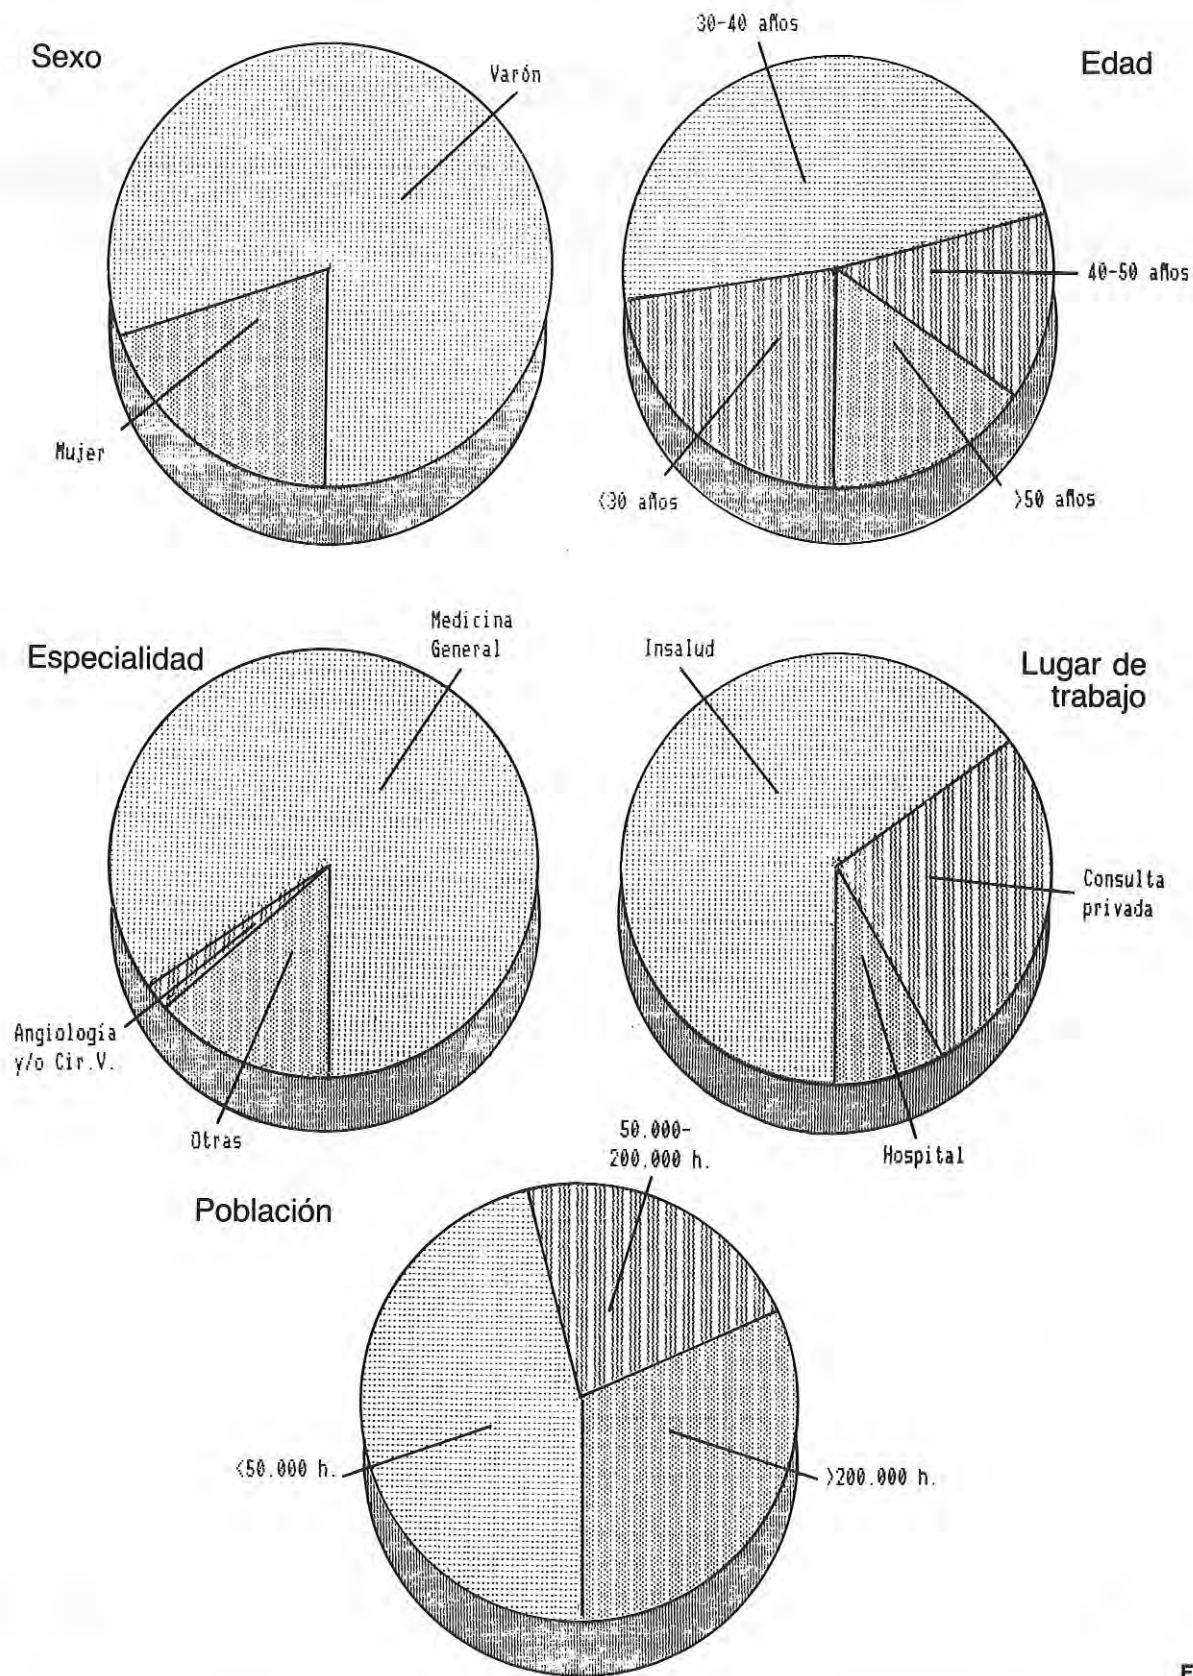 Sexo
Varón
Mujer
30-40 años
Edad
40-50 años
<30 años
>50 años
Especialidad
Medicina
General
Angiología
y/o Cir.V.
Otras
Insalud
Lugar de
trabajo
Consulta
privada
Hospital
Población
50.000-
200.000 h.
<50.000 h.
>200.000 h.